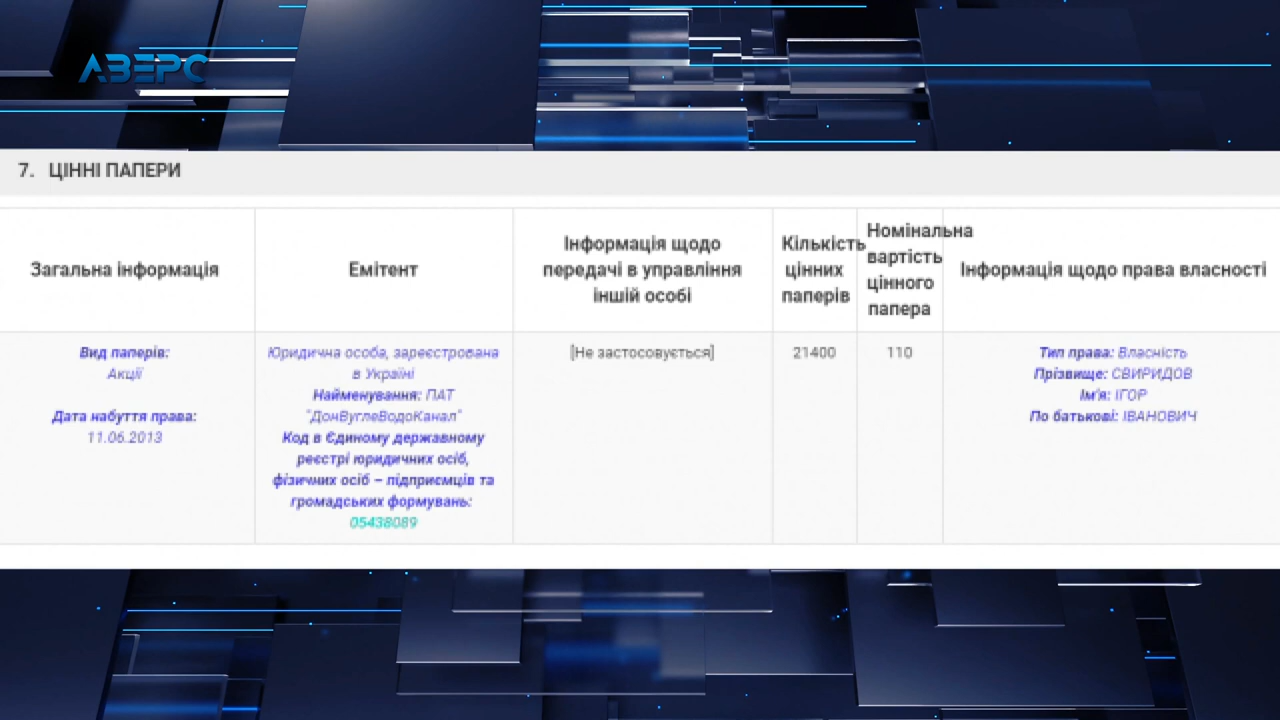 АВЕРС
7. ЦІННІ ПАПЕРИ
Загальна інформація
Емітент
Інформація щодо
передачі в управління
іншій особі
Кількість
цінних
паперів
Номінальна
вартість
цінного
папера
Інформація щодо права власності
Вид паперів:
Акції
Дата набуття права:
11.06.2013
Юридична особа, зареєстрована
в Україні
Найменування: ПАТ
"ДонВуглеВодоКанал"
Код в Єдиному державному
реєстрі юридичних осіб,
фізичних осіб – підприємців та
громадських формувань:
05438089
[Не застосовується]
21400
110
Тип права: Власність
Прізвище: СВИРИДОВ
Ім'я: ІГОР
По батькові: ІВАНОВИЧ